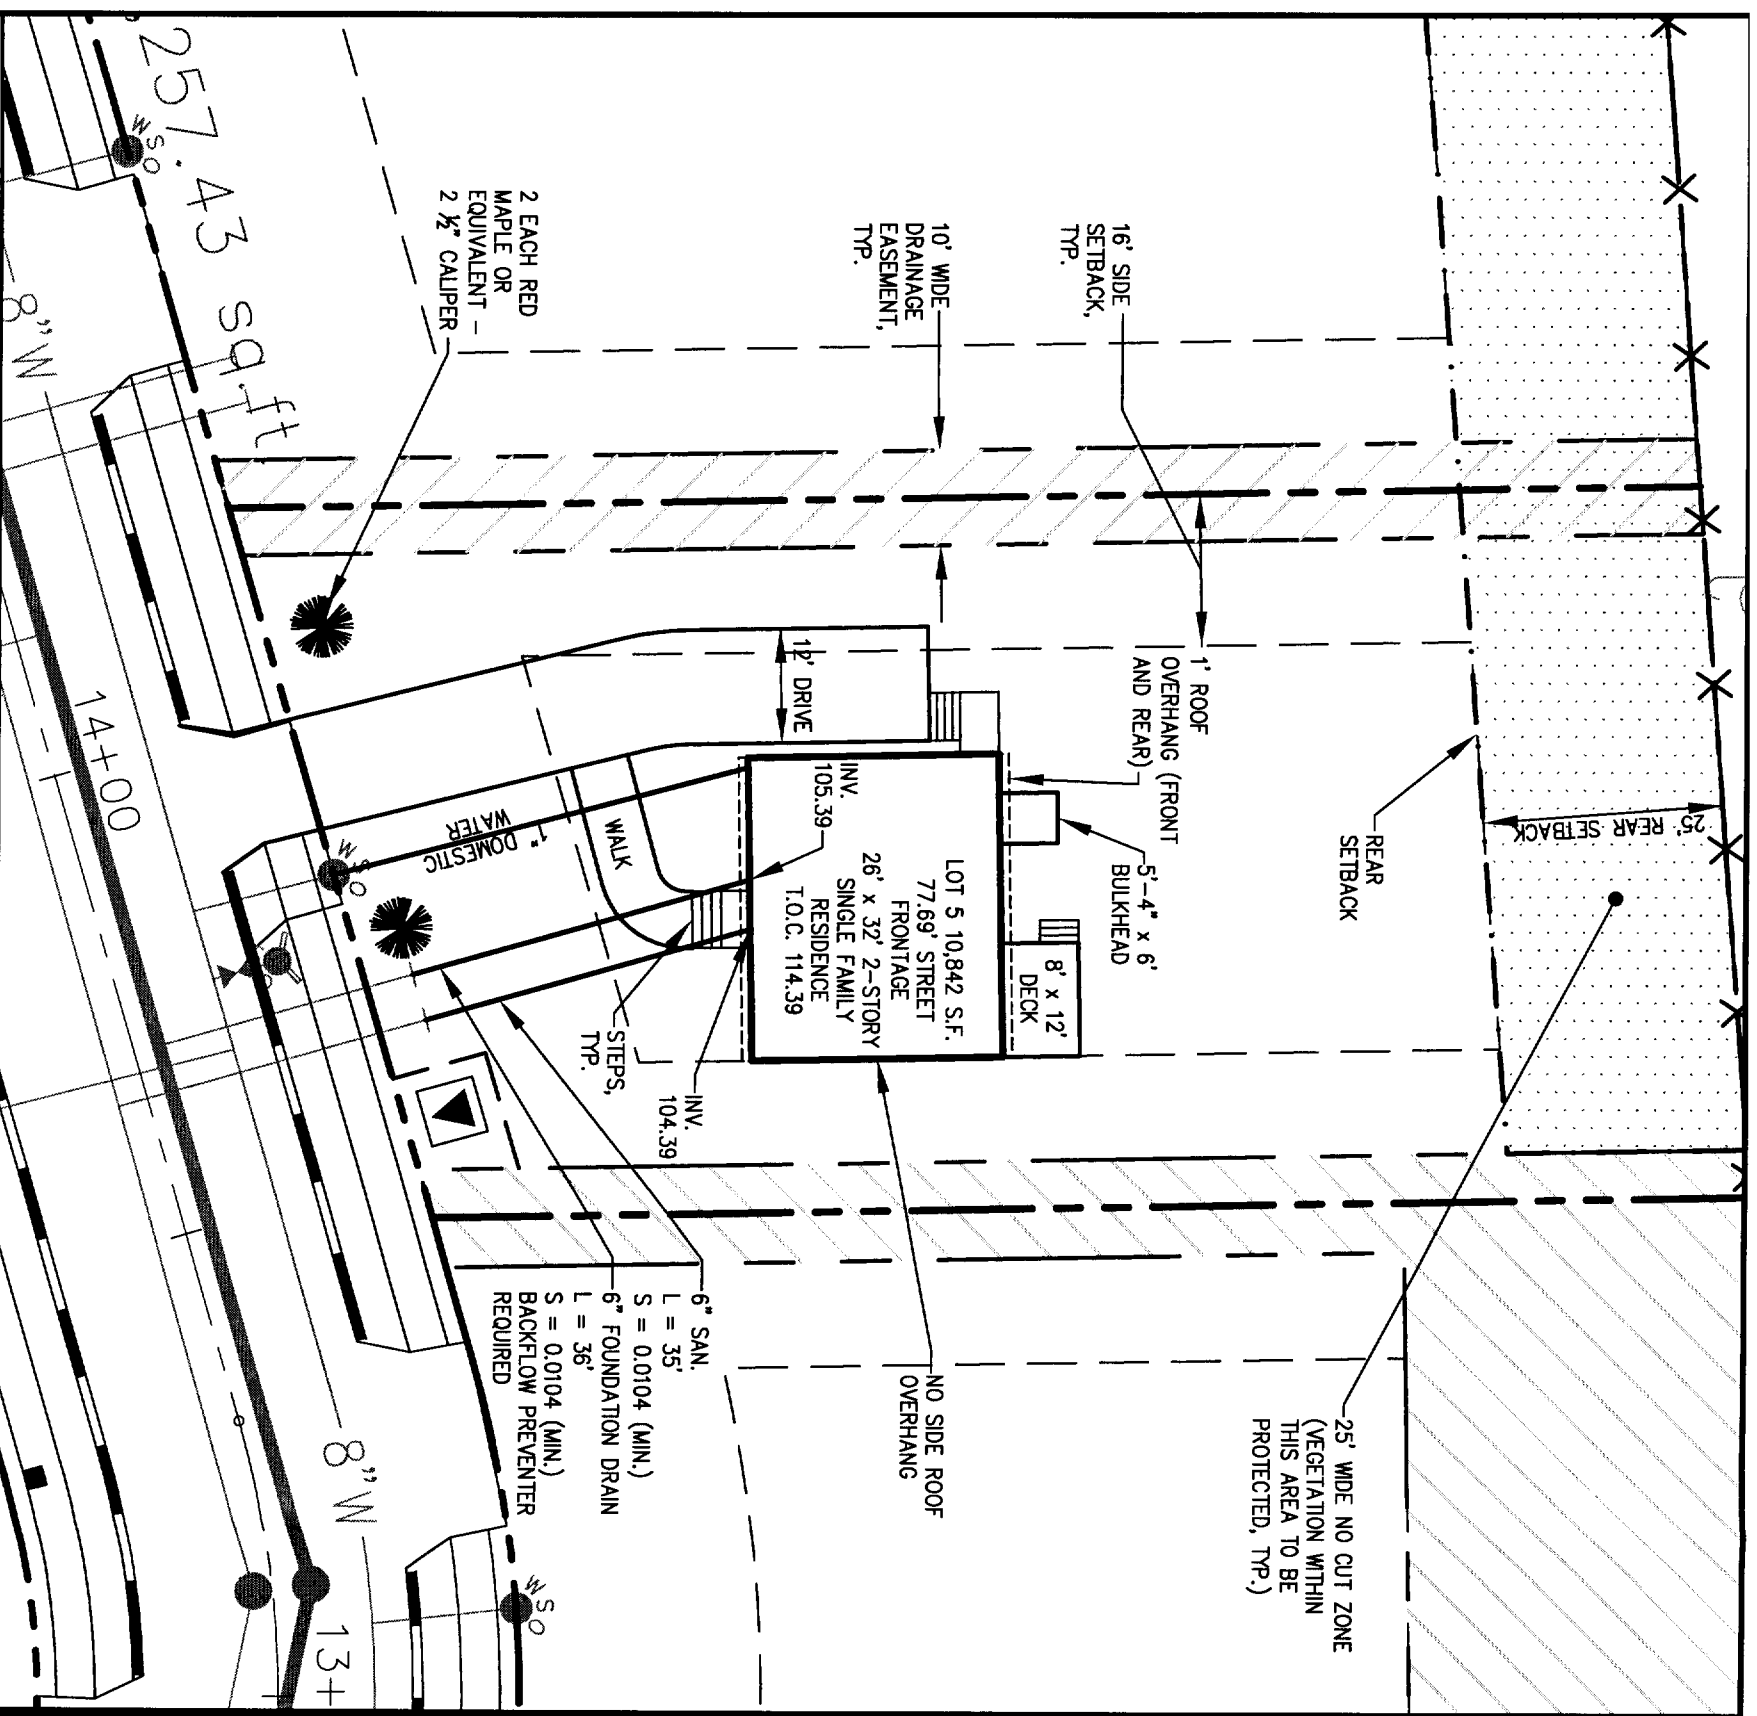 25' WIDE NO CUT ZONE
(VEGETATION WITHIN
THIS AREA TO BE
PROTECTED, TYP.)
25' REAR SETBACK
REAR
SETBACK
16' SIDE
SETBACK,
TYP.
1' ROOF
OVERHANG (FRONT
AND REAR)
5'-4" x 6'
BULKHEAD
8' x 12'
DECK
10' WIDE
DRAINAGE
EASEMENT,
TYP.
NO SIDE ROOF
OVERHANG
LOT 5 10,842 S.F.
77.69' STREET
FRONTAGE
26' x 32' 2-STORY
SINGLE FAMILY
RESIDENCE
T.O.C. 114.39
12' DRIVE
INV.
105.39
INV.
104.39
WALK
STEPS,
TYP.
1" DOMESTIC
WATER
2 EACH RED
MAPLE OR
EQUIVALENT -
2 ½" CALIPER
6" SAN.
L = 35'
S = 0.0104 (MIN.)
6" FOUNDATION DRAIN
L = 36'
S = 0.0104 (MIN.)
BACKFLOW PREVENTER
REQUIRED
257.43 sq.ft
WSO
WSO
WSO
8"W
8"W
14+00
13+